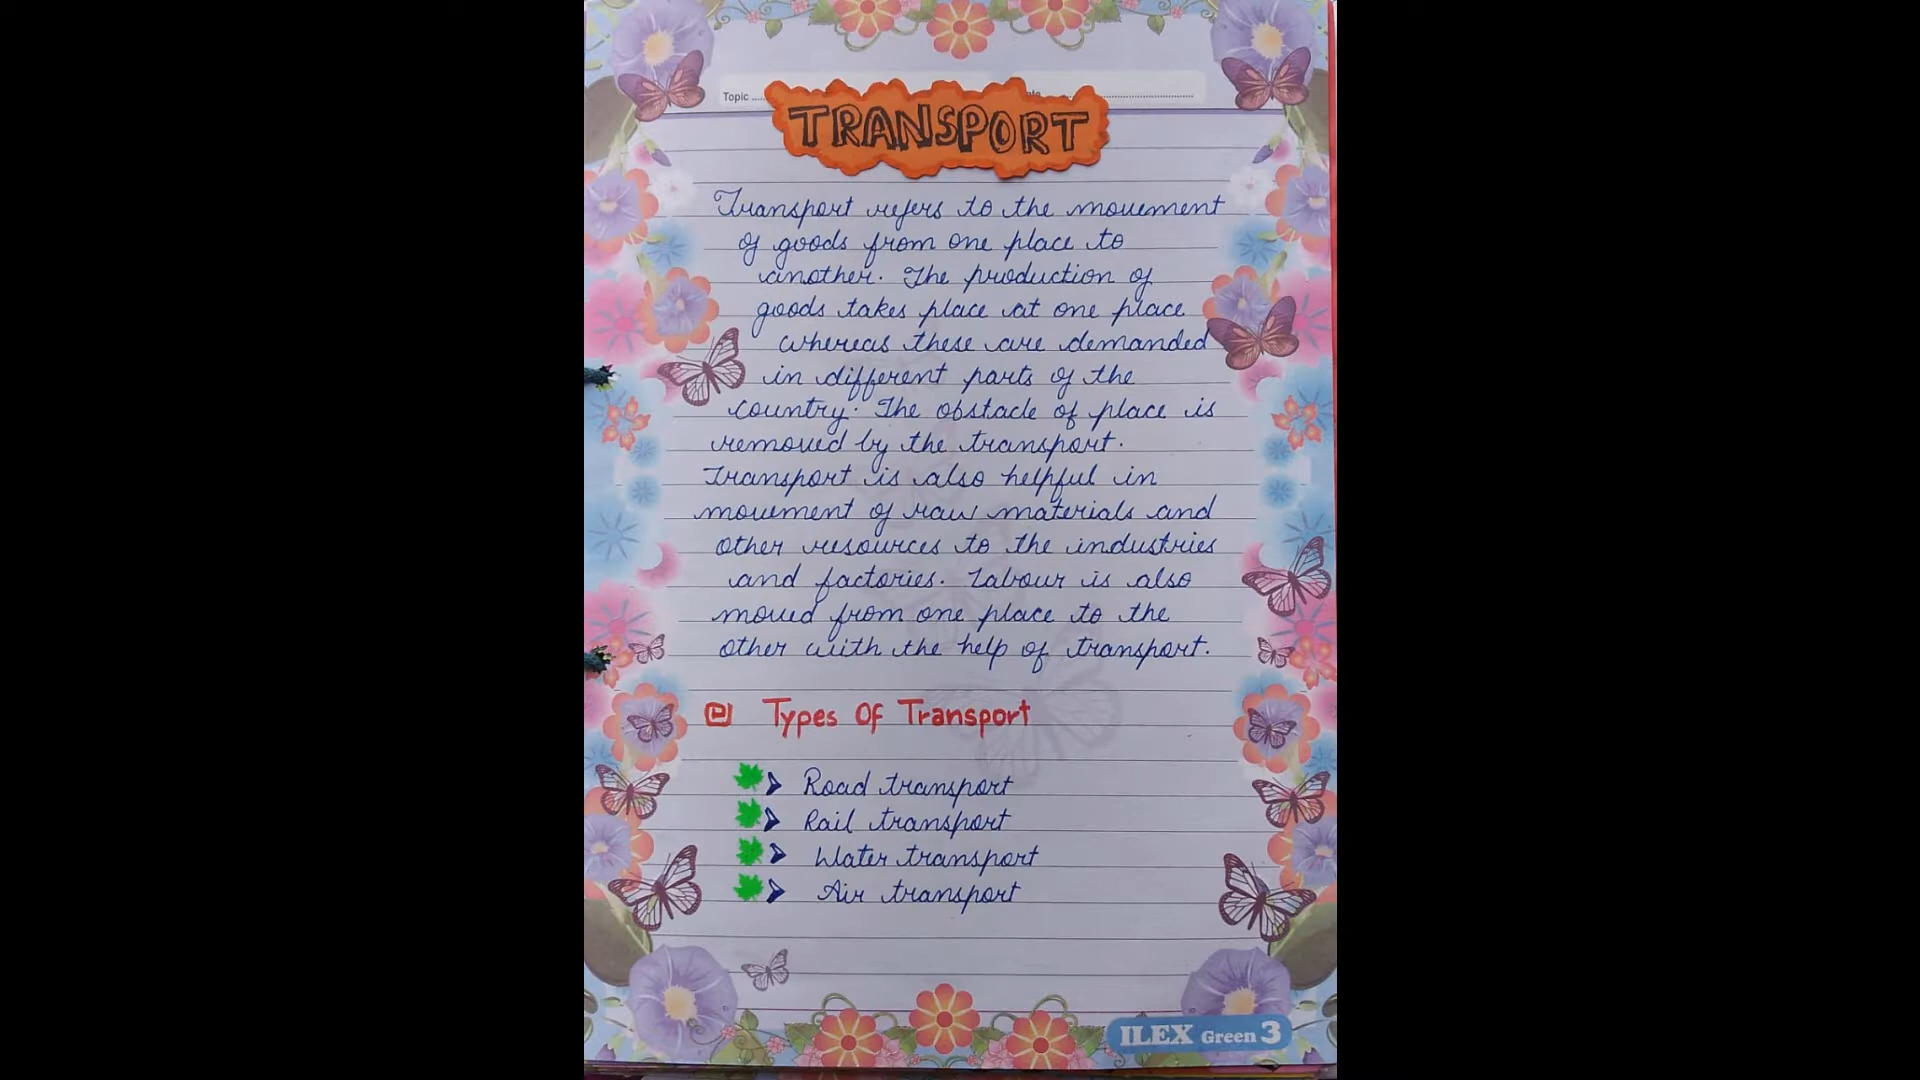 Topic
TRANSPORT
Transport refers to the movement
of goods from one place to
another. The production of
goods takes place at one place
whereas these are demanded
in different parts of the
country. The obstacle of place is
removed by the transport.
Transport is also helpful in
movement of raw materials and
other resources to the industries
and factories. Labour is also
moved from one place to the
other with the help of transport.
Types Of Transport
Road transport
Rail transport
Water transport
Air transport
ILEX Green 3